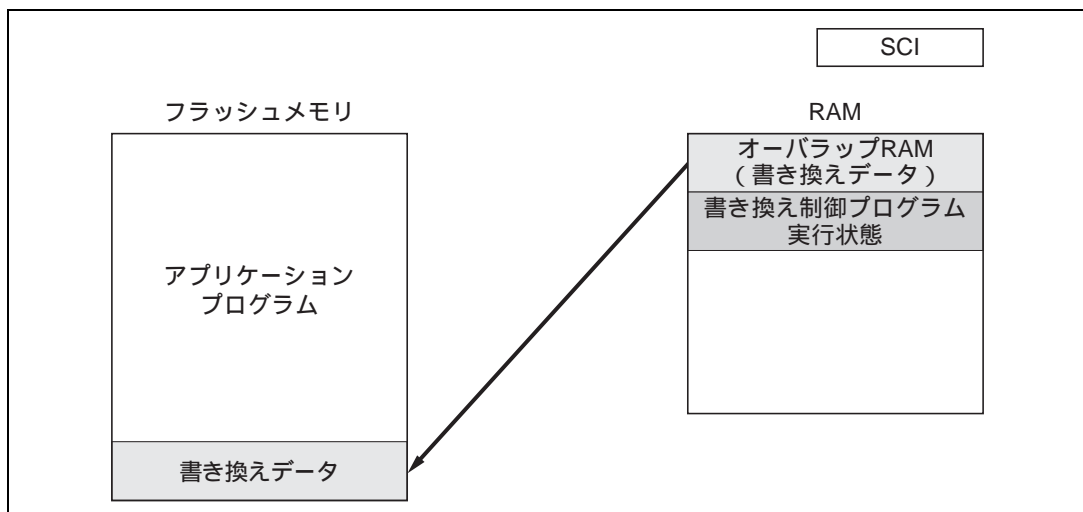 SCI
フラッシュメモリ
RAM
オーバラップRAM
（書き換えデータ）
書き換え制御プログラム
実行状態
アプリケーション
プログラム
書き換えデータ